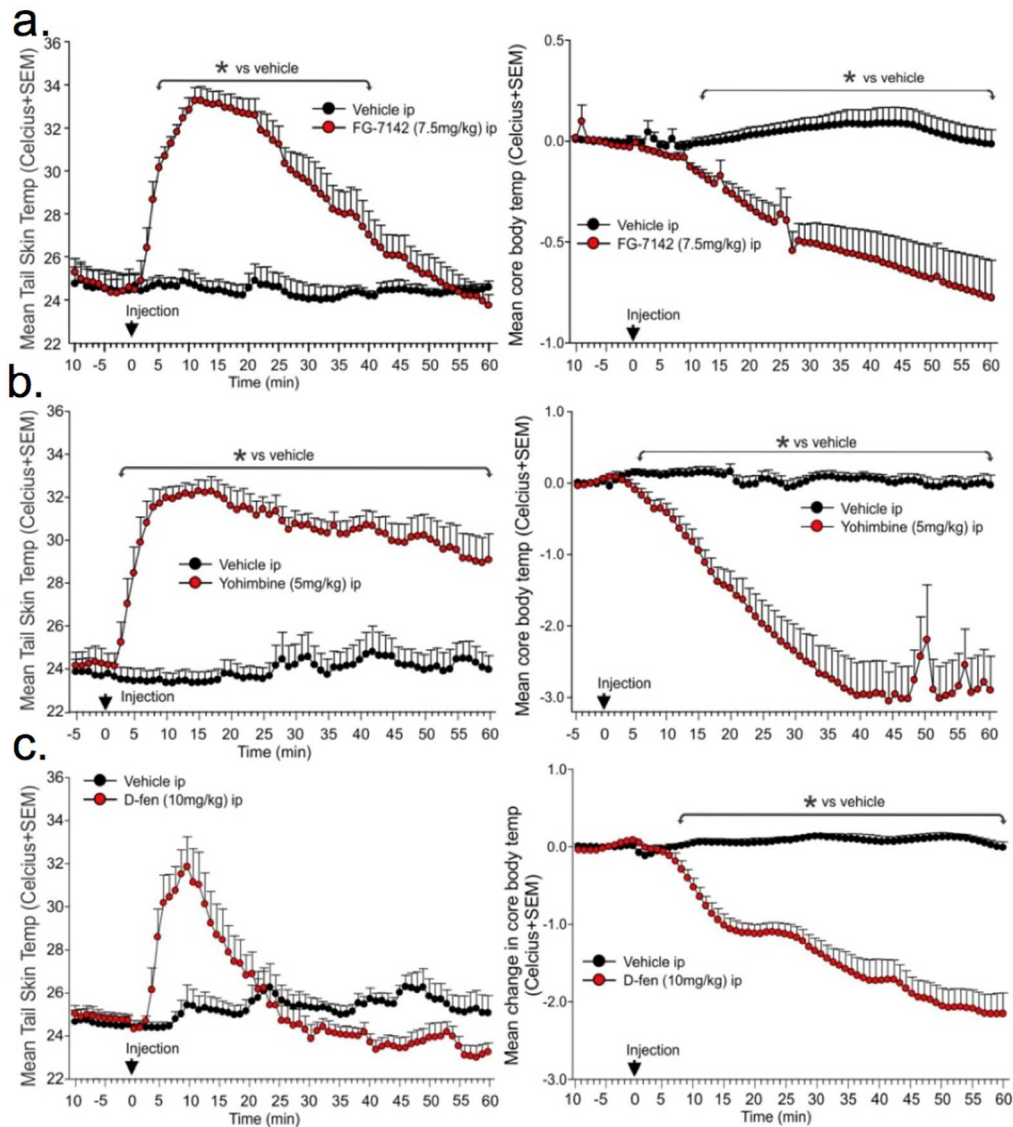 a.
Mean Tail Skin Temp (Celcius+SEM)
36
34
32
30
28
26
24
22
* vs vehicle
Vehicle ip
FG-7142 (7.5mg/kg) ip
Injection
10 -5 0 5 10 15 20 25 30 35 40 45 50 55 60
Time (min)
Mean core body temp (Celcius+SEM)
0.5
0.0
-0.5
-1.0
* vs vehicle
Vehicle ip
FG-7142 (7.5mg/kg) ip
Injection
10 -5 0 5 10 15 20 25 30 35 40 45 50 55 60
b.
Mean Tail Skin Temp (Celcius+SEM)
36
34
32
30
28
26
24
22
* vs vehicle
Vehicle ip
Yohimbine (5mg/kg) ip
Injection
-5 0 5 10 15 20 25 30 35 40 45 50 55 60
Time (min)
Mean core body temp (Celcius+SEM)
1.0
0.0
-1.0
-2.0
-3.0
* vs vehicle
Vehicle ip
Yohimbine (5mg/kg) ip
Injection
-5 0 5 10 15 20 25 30 35 40 45 50 55 60
c.
Mean Tail Skin Temp (Celcius+SEM)
36
34
32
30
28
26
24
22
Vehicle ip
D-fen (10mg/kg) ip
Injection
10 -5 0 5 10 15 20 25 30 35 40 45 50 55 60
Time (min)
Mean change in core body temp
(Celcius+SEM)
1.0
0.0
-1.0
-2.0
-3.0
* vs vehicle
Vehicle ip
D-fen (10mg/kg) ip
Injection
10 -5 0 5 10 15 20 25 30 35 40 45 50 55 60
Time (min)